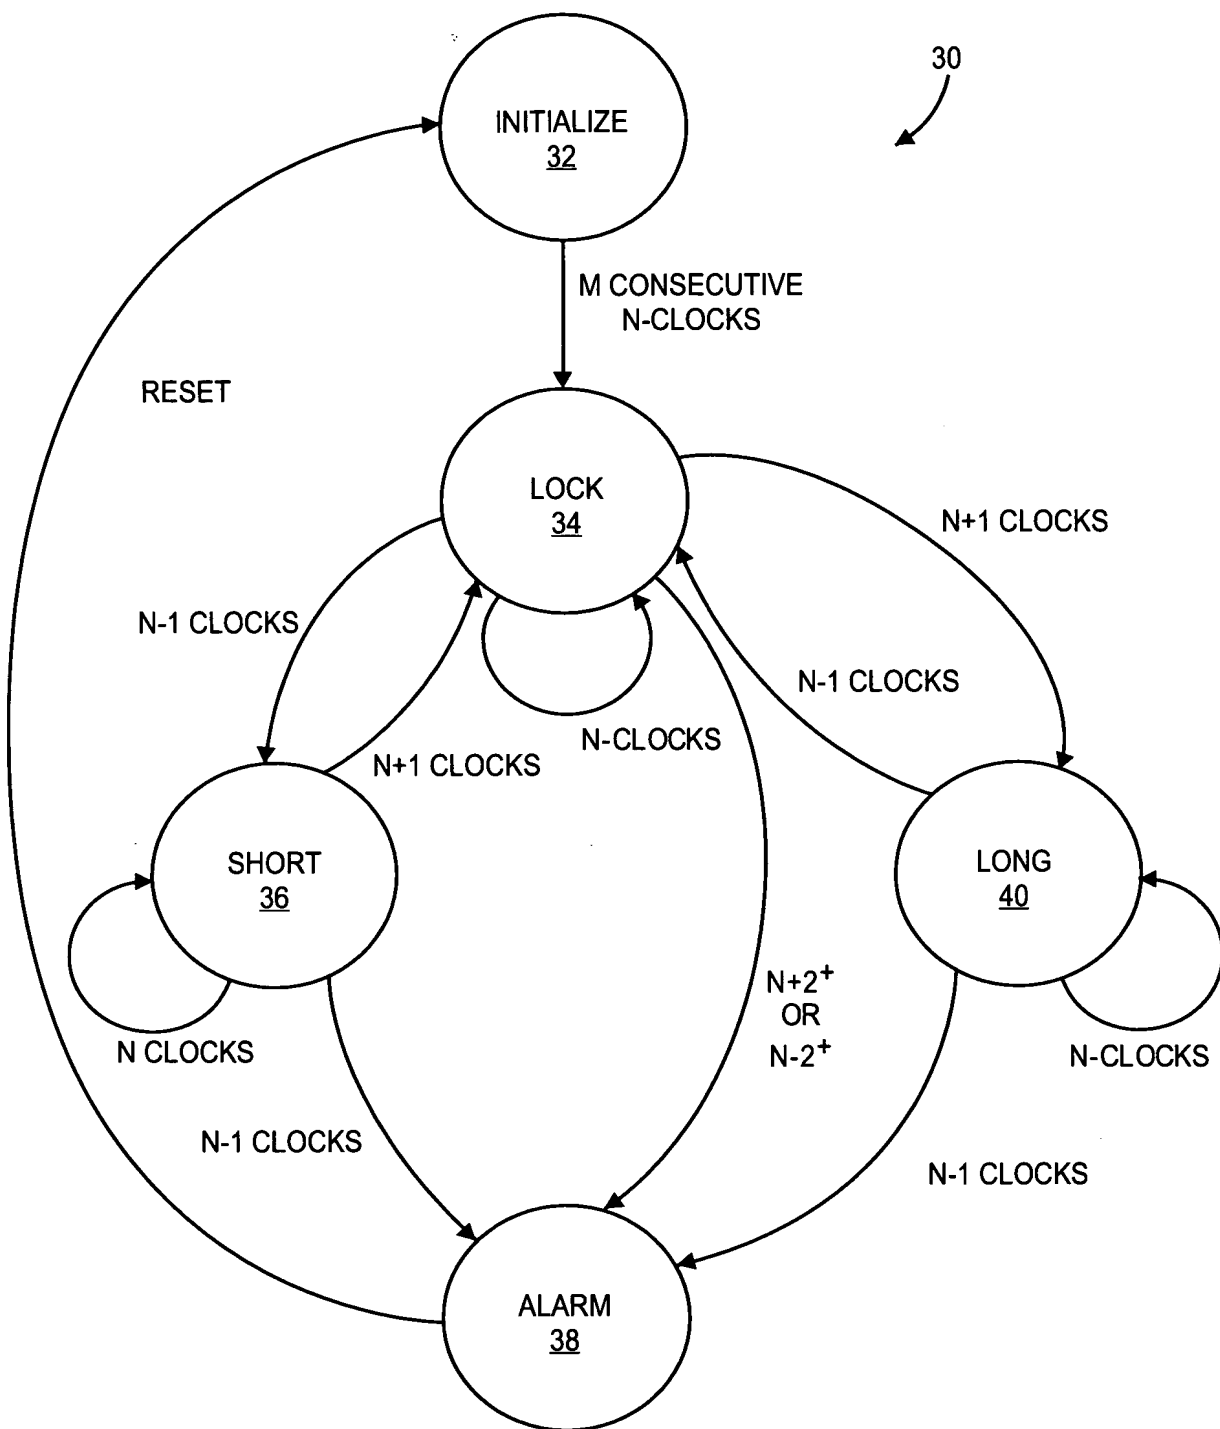 30
INITIALIZE
32
M CONSECUTIVE
N-CLOCKS
RESET
LOCK
34
N+1 CLOCKS
N-1 CLOCKS
N-1 CLOCKS
N-CLOCKS
N+1 CLOCKS
SHORT
36
LONG
40
N+2⁺
OR
N-2⁺
N CLOCKS
N-CLOCKS
N-1 CLOCKS
N-1 CLOCKS
ALARM
38